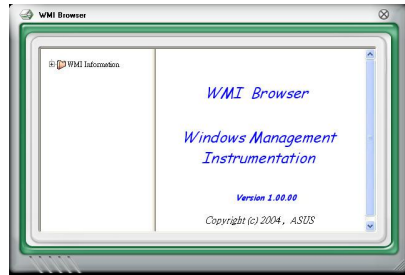 WMI Browser
WMI Information
WMI Browser
Windows Management
Instrumentation
Version 1.00.00
Copyright (c) 2004, ASUS